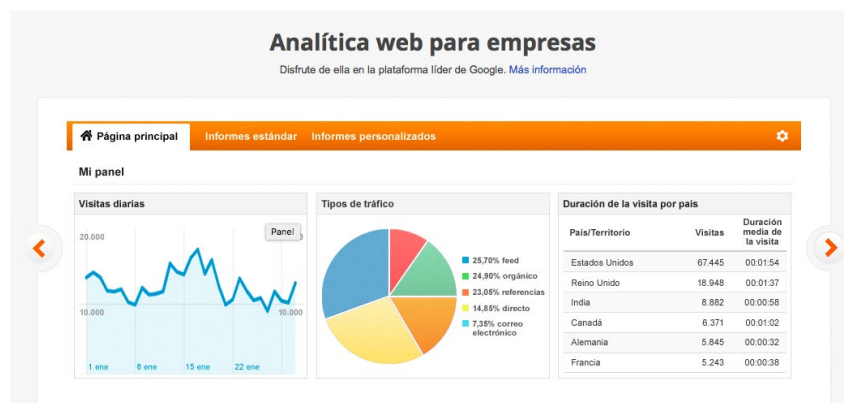 Analítica web para empresas
Disfrute de ella en la plataforma líder de Google. Más información
Página principal
Informes estándar
Informes personalizados
Mi panel
Visitas diarias
20.000
Panel
10.000
10.000
1 ene
8 ene
15 ene
22 ene
Tipos de tráfico
25,70% feed
24,90% orgánico
23,05% referencias
14,85% directo
7,35% correo
electrónico
Duración de la visita por país
País/Territorio Visitas Duración
media de
la visita
Estados Unidos 67.445 00:01:54
Reino Unido 18.948 00:01:37
India 8.882 00:00:58
Canadá 6.371 00:01:02
Alemania 5.845 00:00:32
Francia 5.243 00:00:38